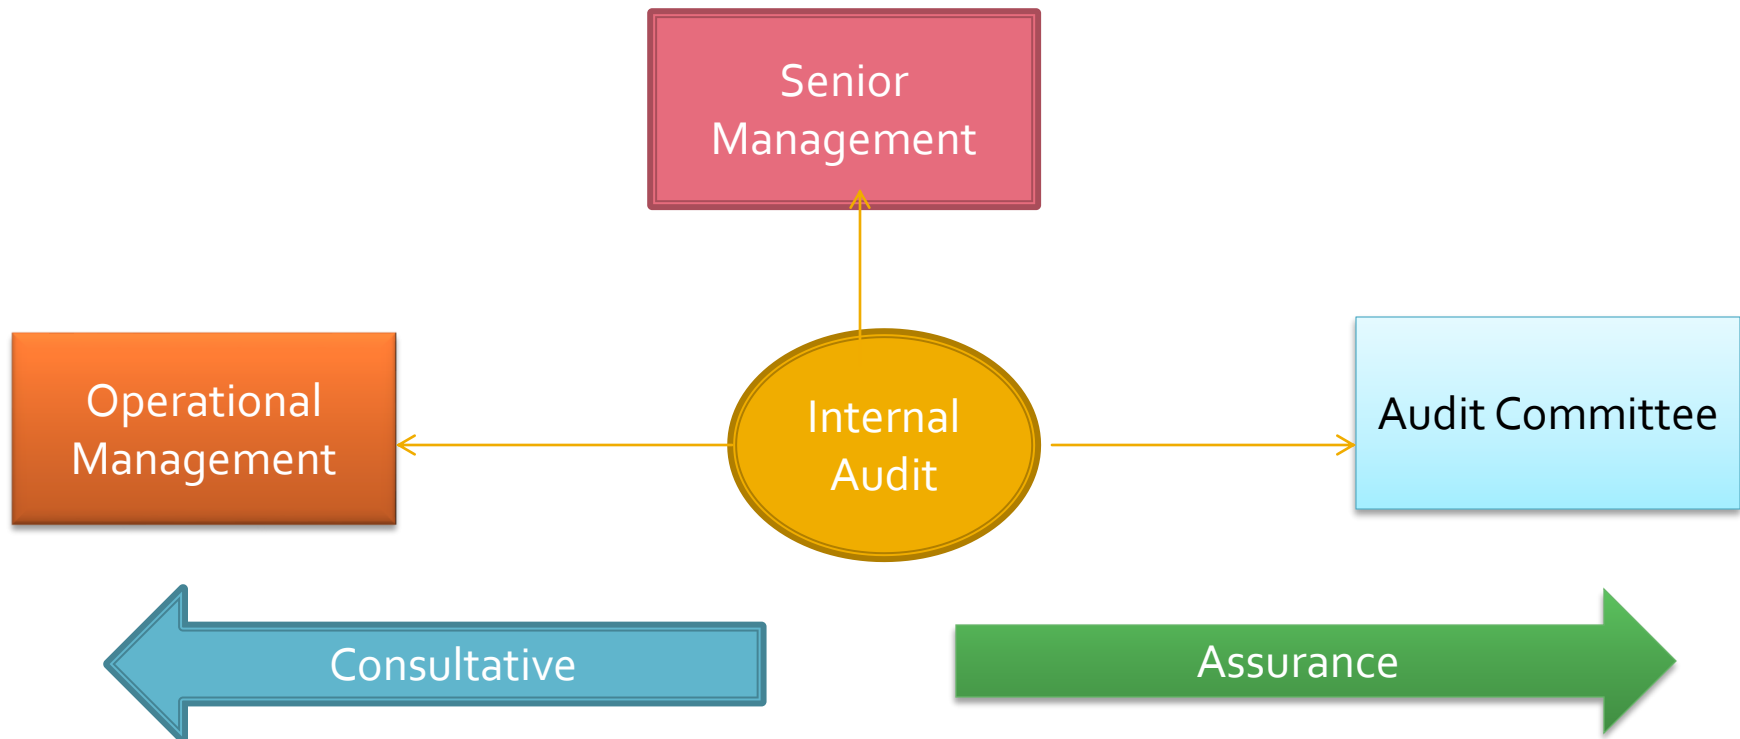 Senior
Management
Operational
Management
Internal
Audit
Audit Committee
Consultative
Assurance